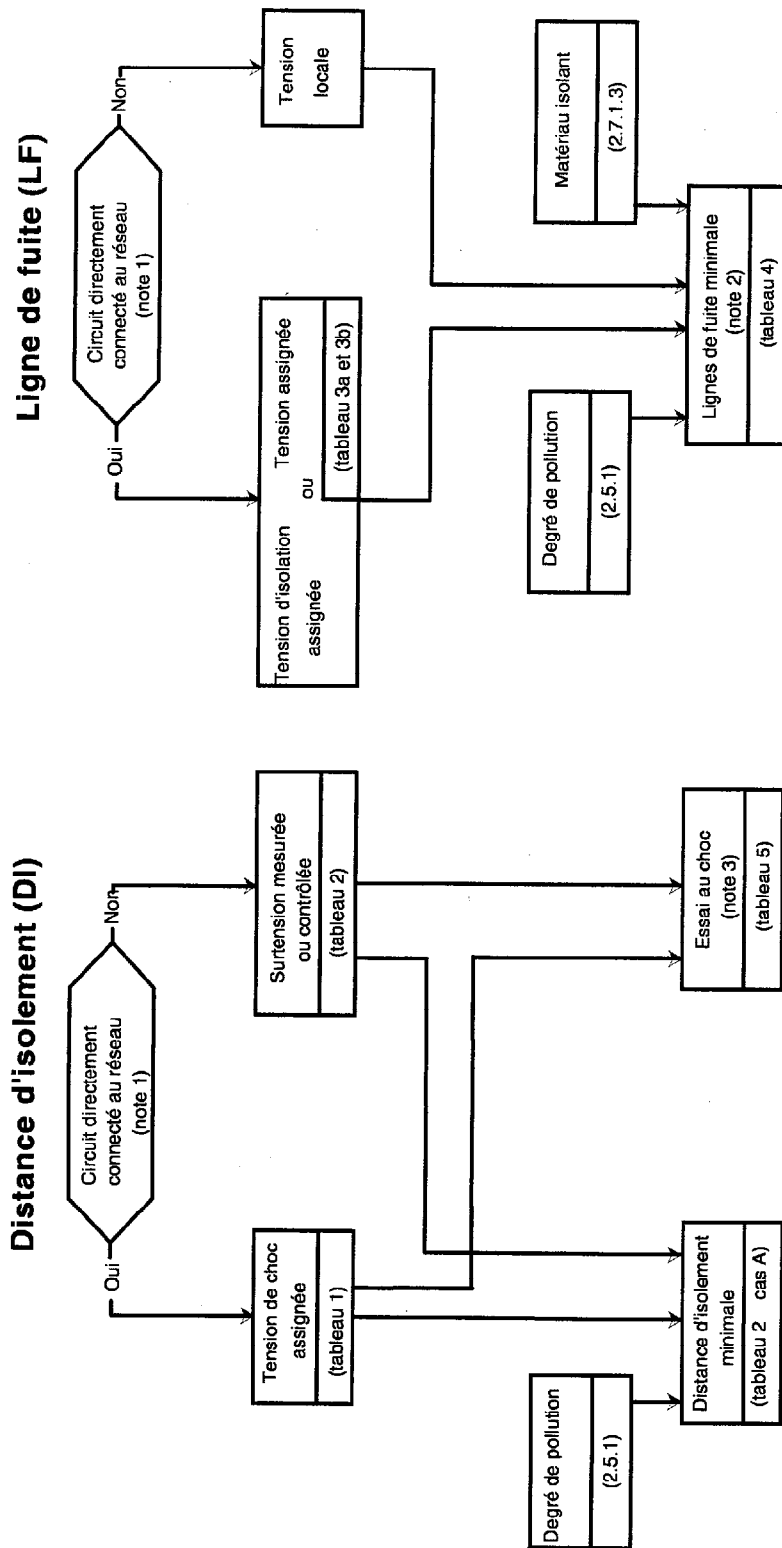 Distance d'isolement (DI)
Circuit directement
connecté au réseau
(note 1)
Oui
Non
Tension de choc
assignée
(tableau 1)
Surtension mesurée
ou contrôlée
(tableau 2)
Degré de pollution
(2.5.1)
Distance d'isolement
minimale
(tableau 2 cas A)
Essai au choc
(note 3)
(tableau 5)
Ligne de fuite (LF)
Circuit directement
connecté au réseau
(note 1)
Oui
Non
Tension d'isolation
assignée
ou
Tension assignée
(tableau 3a et 3b)
Tension
locale
Degré de pollution
(2.5.1)
Matériau isolant
(2.7.1.3)
Lignes de fuite minimale
(note 2)
(tableau 4)